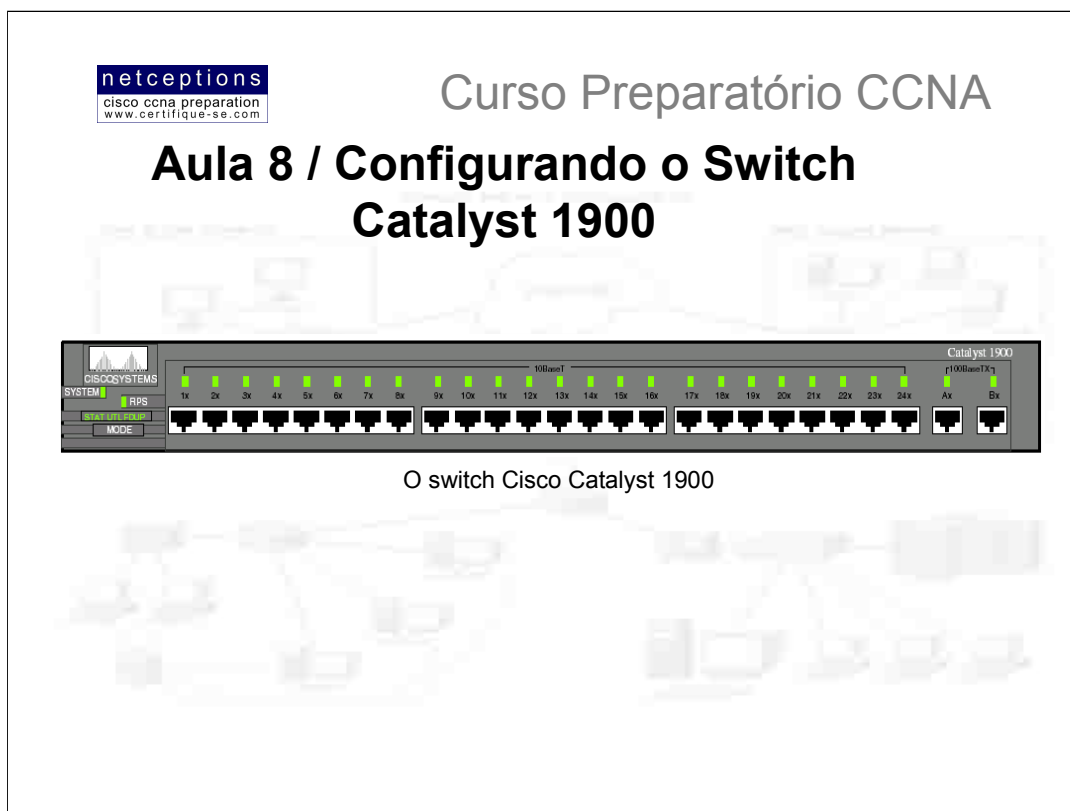 netceptions
cisco ccna preparation
www.certifique-se.com
Curso Preparatório CCNA
Aula 8 / Configurando o Switch
Catalyst 1900
Catalyst 1900
CISCOSYSTEMS
10BaseT
100BaseTX
SYSTEM
RPS
1x 2x 3x 4x 5x 6x 7x 8x 9x 10x 11x 12x 13x 14x 15x 16x 17x 18x 19x 20x 21x 22x 23x 24x Ax Bx
STAT UTL FDUP
MODE
O switch Cisco Catalyst 1900